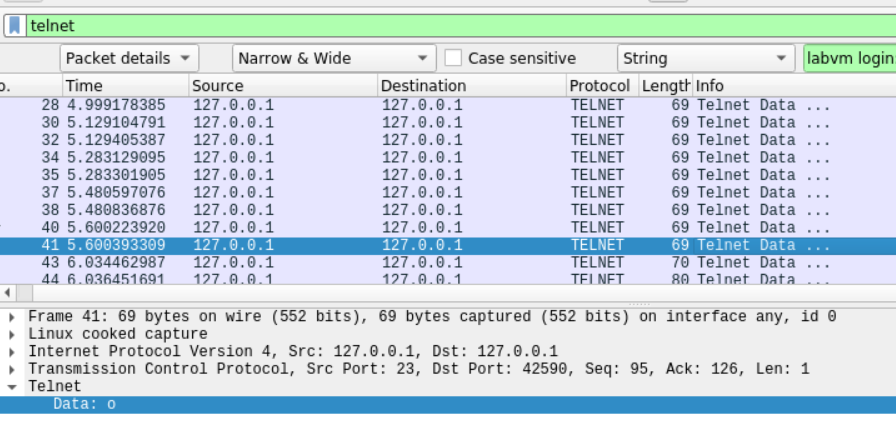 telnet
Packet details Narrow & Wide Case sensitive String labvm login
o. Time Source Destination Protocol Length Info
28 4.999178385 127.0.0.1 127.0.0.1 TELNET 69 Telnet Data ...
30 5.129104791 127.0.0.1 127.0.0.1 TELNET 69 Telnet Data ...
32 5.129405387 127.0.0.1 127.0.0.1 TELNET 69 Telnet Data ...
34 5.283129095 127.0.0.1 127.0.0.1 TELNET 69 Telnet Data ...
35 5.283301905 127.0.0.1 127.0.0.1 TELNET 69 Telnet Data ...
37 5.480597076 127.0.0.1 127.0.0.1 TELNET 69 Telnet Data ...
38 5.480836876 127.0.0.1 127.0.0.1 TELNET 69 Telnet Data ...
40 5.600223920 127.0.0.1 127.0.0.1 TELNET 69 Telnet Data ...
41 5.600393309 127.0.0.1 127.0.0.1 TELNET 69 Telnet Data ...
43 6.034462987 127.0.0.1 127.0.0.1 TELNET 70 Telnet Data ...
44 6.036451691 127.0.0.1 127.0.0.1 TELNET 80 Telnet Data ...
Frame 41: 69 bytes on wire (552 bits), 69 bytes captured (552 bits) on interface any, id 0
Linux cooked capture
Internet Protocol Version 4, Src: 127.0.0.1, Dst: 127.0.0.1
Transmission Control Protocol, Src Port: 23, Dst Port: 42590, Seq: 95, Ack: 126, Len: 1
Telnet
Data: o